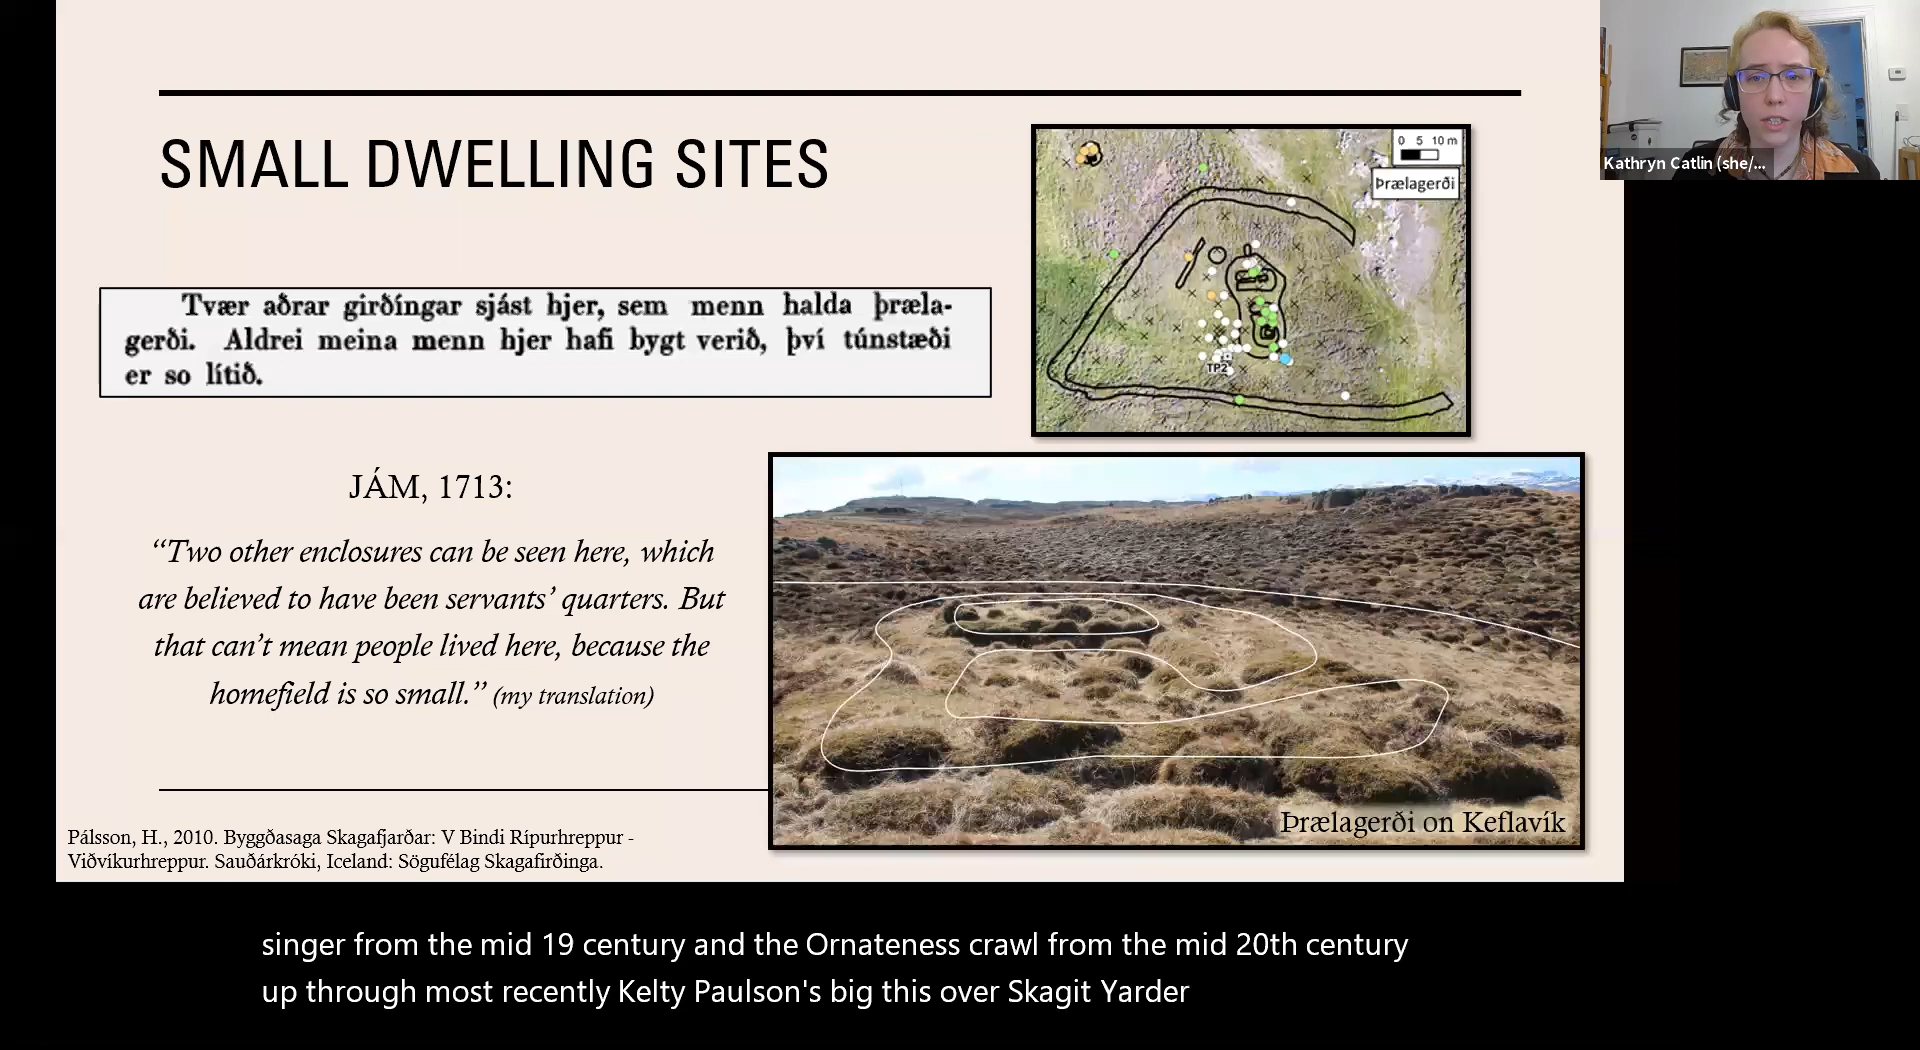 SMALL DWELLING SITES
Tvær aðrar girðíngar sjást hjer, sem menn halda þræla-
gerði. Aldrei meina menn hjer hafi bygt verið, því túnstæði
er so lítið.
JÁM, 1713:
“Two other enclosures can be seen here, which
are believed to have been servants’ quarters. But
that can’t mean people lived here, because the
homefield is so small.” (my translation)
Pálsson, H., 2010. Byggðasaga Skagafjarðar: V Bindi Rípurhreppur -
Viðvíkurhreppur. Sauðárkróki, Iceland: Sögufélag Skagafirðinga.
0 5 10 m
Þrælagerði
TP2
Þrælagerði on Keflavík
Kathryn Catlin (she/...
singer from the mid 19 century and the Ornateness crawl from the mid 20th century
up through most recently Kelty Paulson's big this over Skagit Yarder